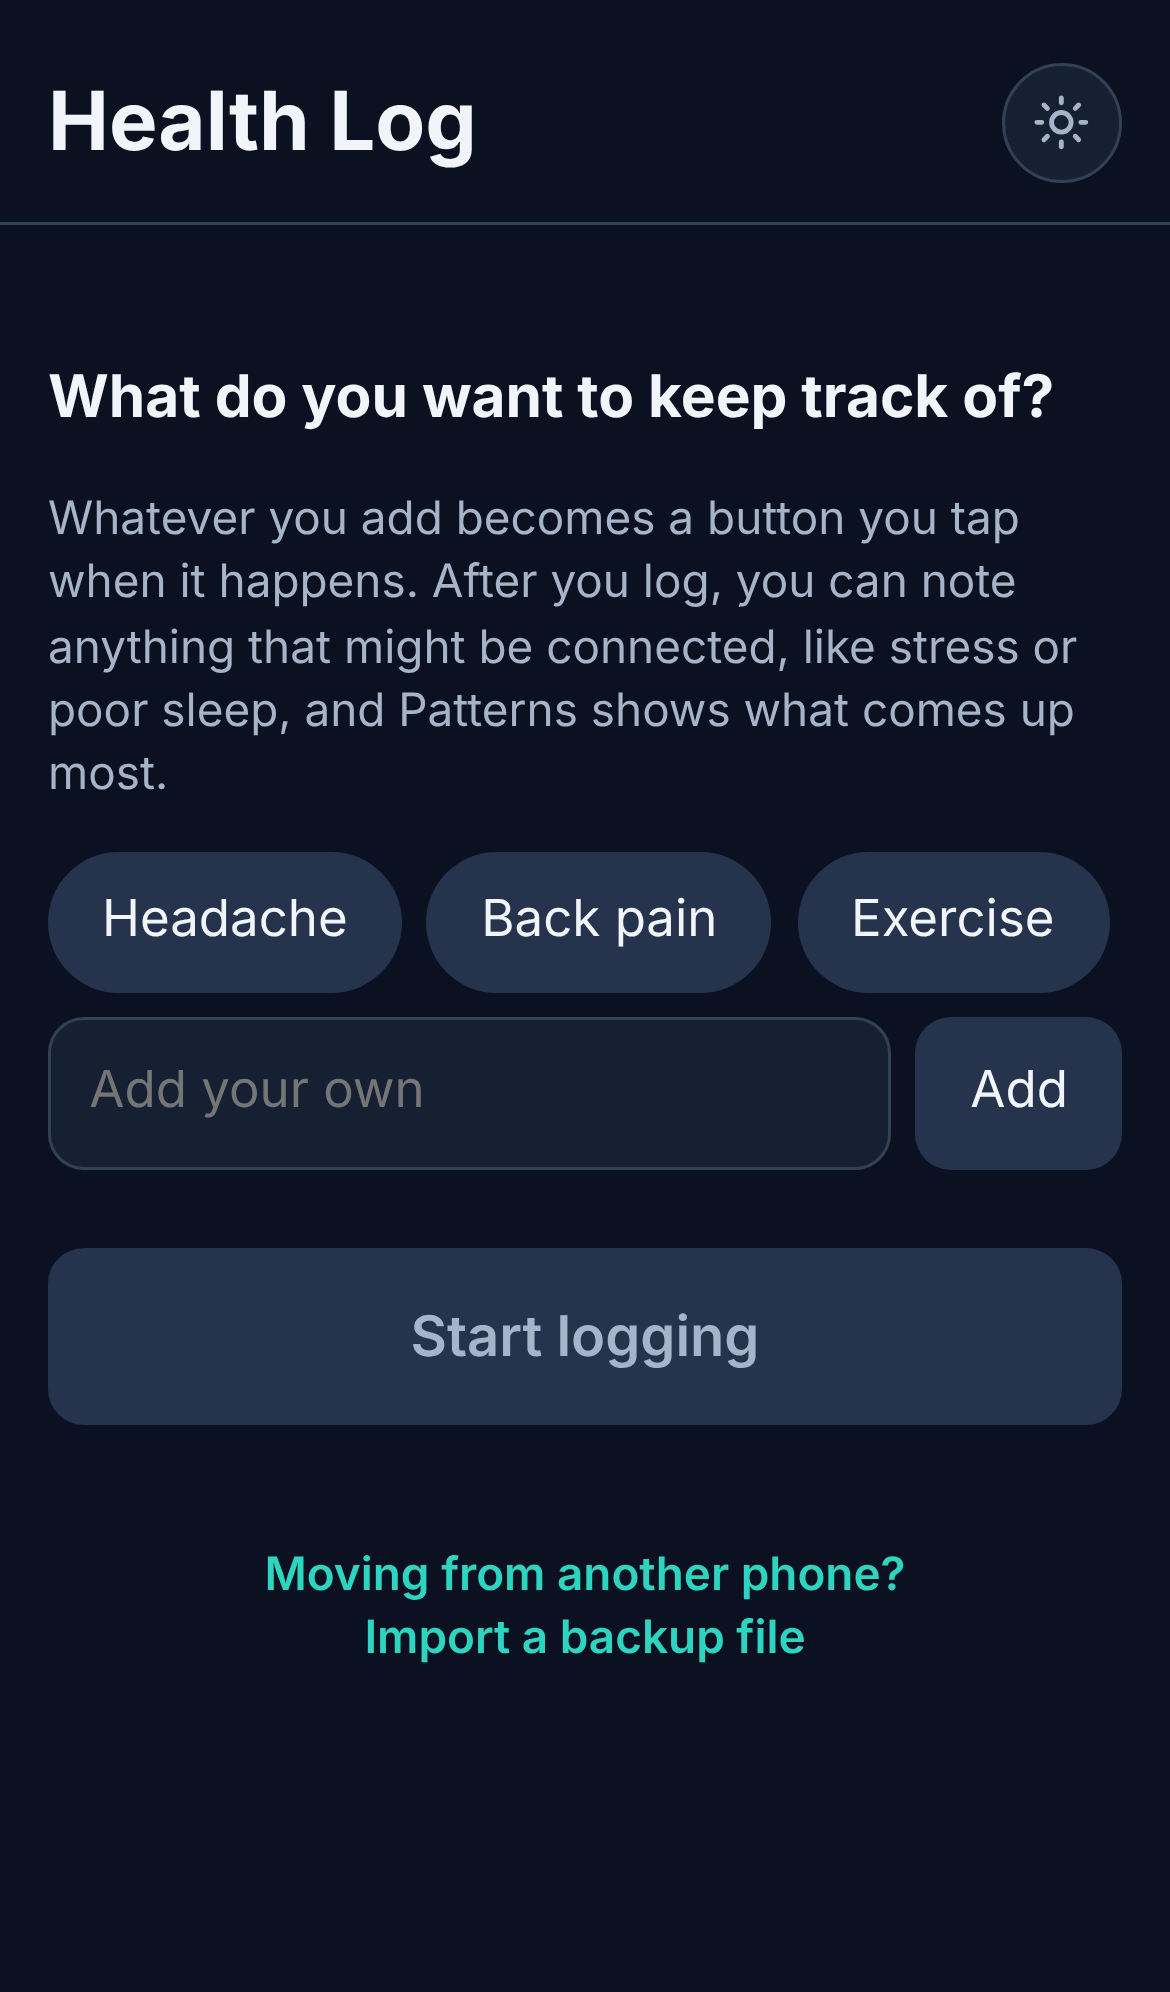 Health Log
What do you want to keep track of?
Whatever you add becomes a button you tap
when it happens. After you log, you can note
anything that might be connected, like stress or
poor sleep, and Patterns shows what comes up
most.
Headache Back pain Exercise
Add your own Add
Start logging
Moving from another phone?
Import a backup file